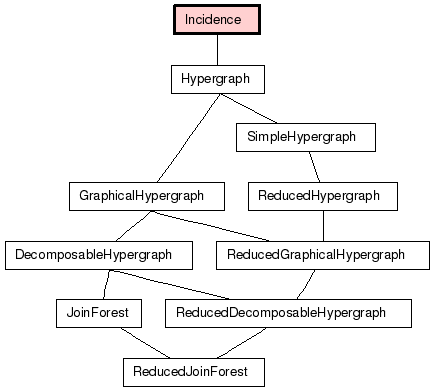 Incidence
Hypergraph
SimpleHypergraph
GraphicalHypergraph
ReducedHypergraph
DecomposableHypergraph
ReducedGraphicalHypergraph
JoinForest
ReducedDecomposableHypergraph
ReducedJoinForest